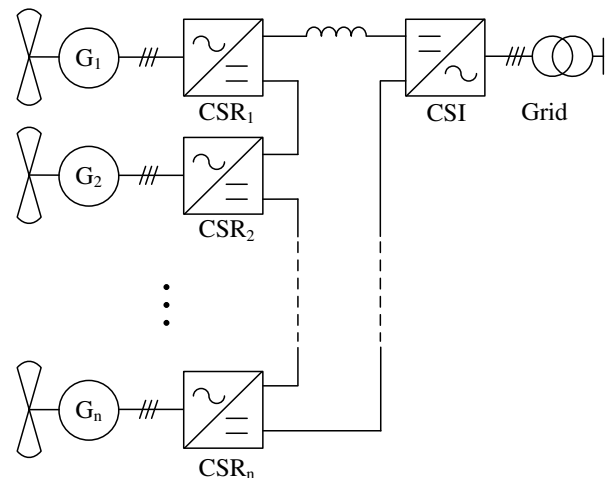 G₁
CSR₁
CSI
Grid
G₂
CSR₂
Gₙ
CSRₙ